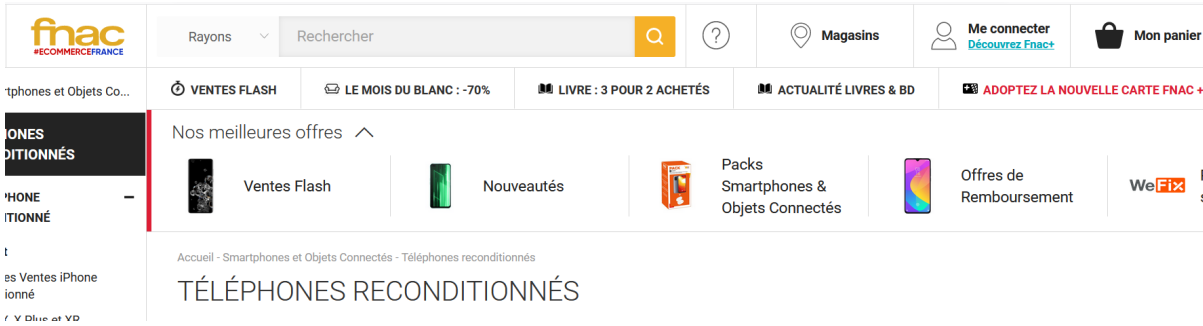 fnac
#ECOMMERCEFRANCE
Rayons
Rechercher
?
Magasins
Me connecter
Découvrez Fnac+
Mon panier
rtphones et Objets Co...
VENTES FLASH
LE MOIS DU BLANC : -70%
LIVRE : 3 POUR 2 ACHETÉS
ACTUALITÉ LIVRES & BD
ADOPTEZ LA NOUVELLE CARTE FNAC +
IONES
DITIONNÉS
PHONE
ITIONNÉ
t
es Ventes iPhone
ionné
X, X Plus et XR
Nos meilleures offres
Ventes Flash
Nouveautés
Packs
Smartphones &
Objets Connectés
Offres de
Remboursement
WeFix
Accueil - Smartphones et Objets Connectés - Téléphones reconditionnés
TÉLÉPHONES RECONDITIONNÉS